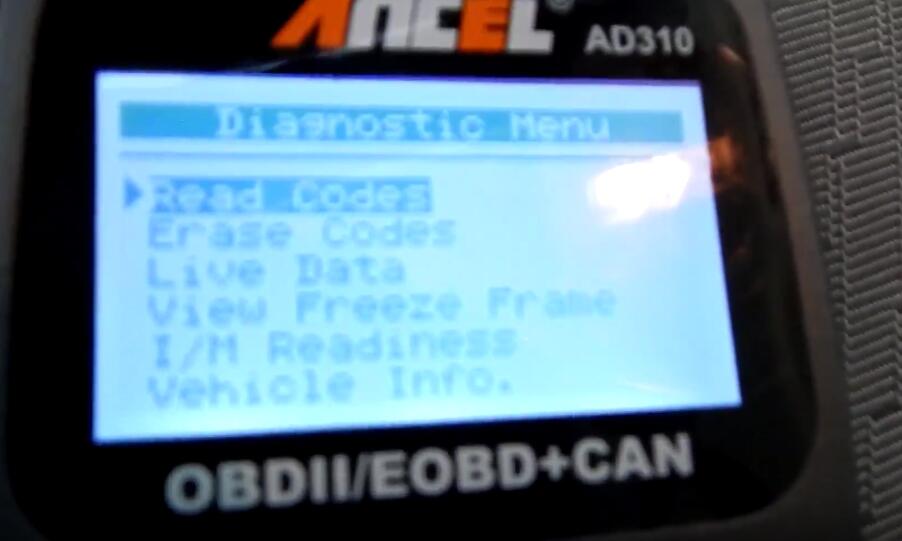 ANCEL®
AD310
Diagnostic Menu
Read Codes
Erase Codes
Live Data
View Freeze Frame
I/M Readiness
Vehicle Info.
OBDII/EOBD+CAN